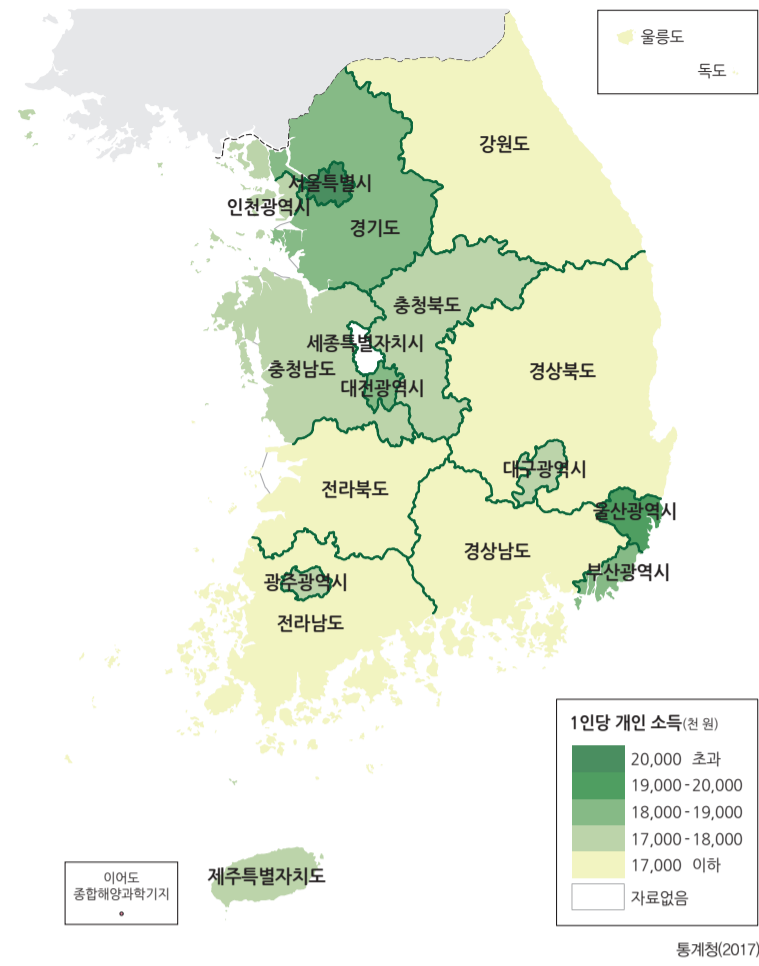 울릉도
독도
강원도
서울특별시
인천광역시
경기도
충청북도
세종특별자치시
충청남도
대전광역시
경상북도
대구광역시
전라북도
울산광역시
경상남도
부산광역시
광주광역시
전라남도
제주특별자치도
이어도
종합해양과학기지
1인당 개인 소득(천 원)
20,000 초과
19,000-20,000
18,000-19,000
17,000-18,000
17,000 이하
자료없음
통계청(2017)